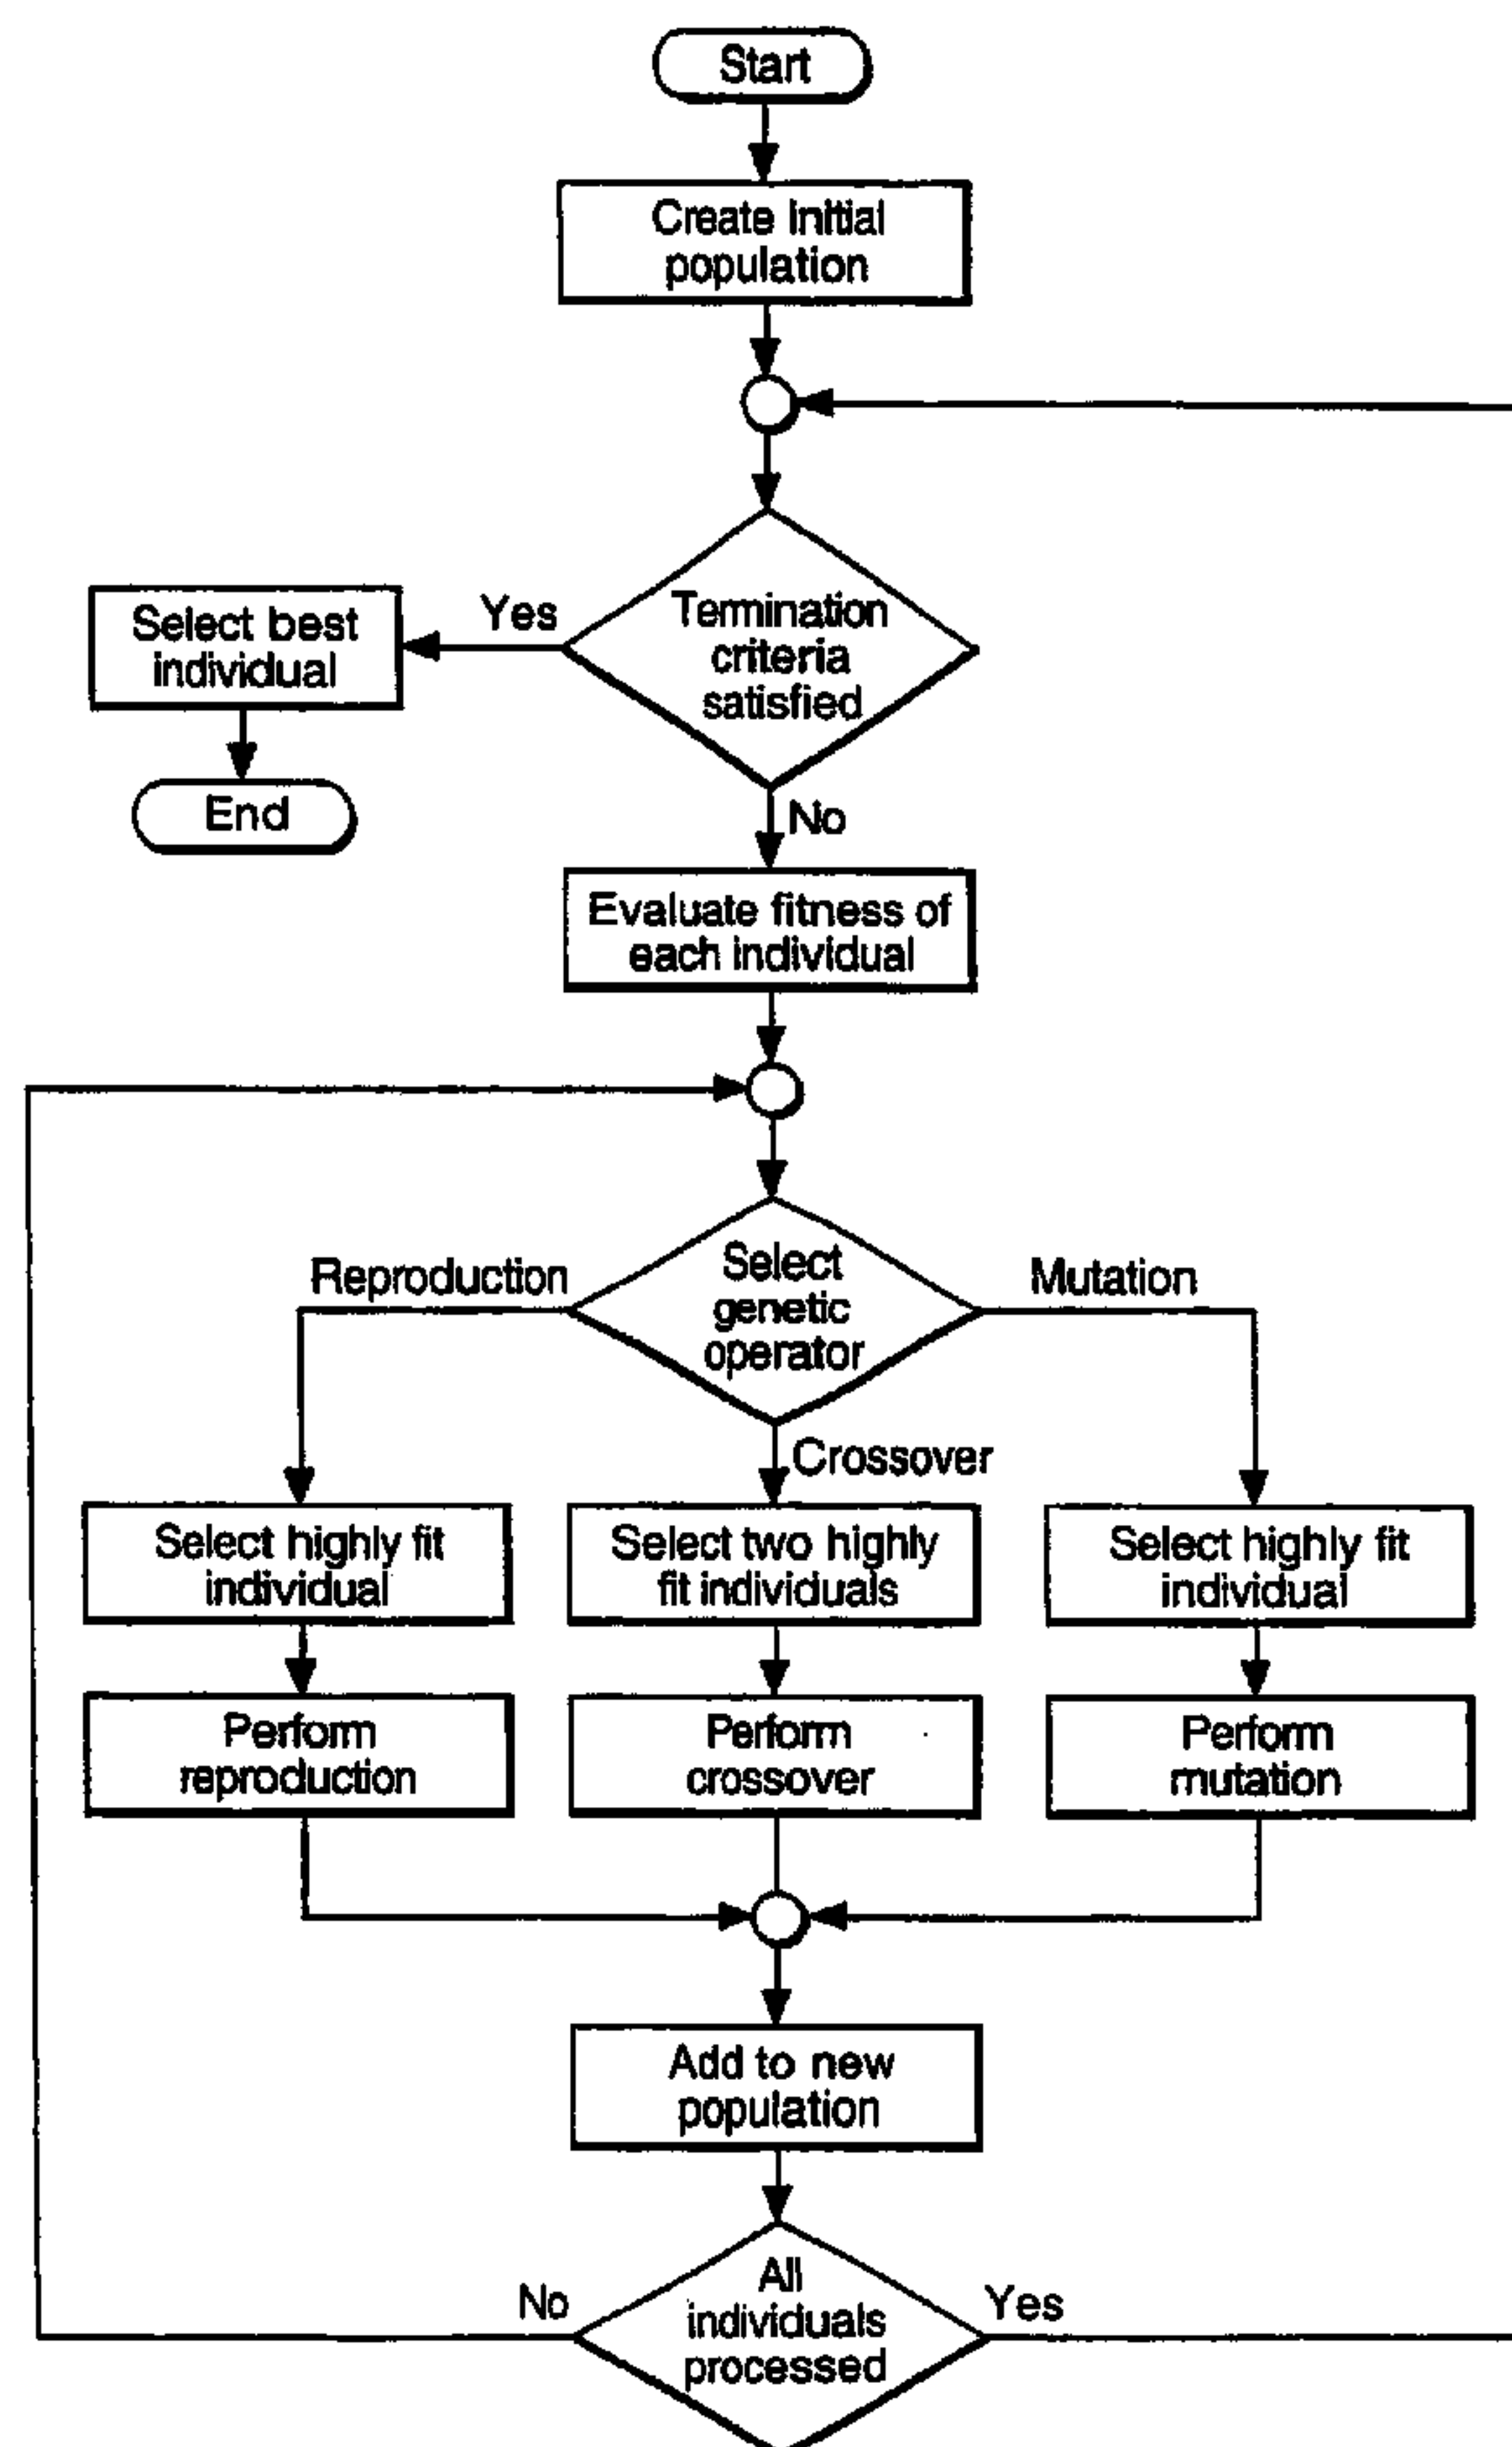 Start
Create initial
population
Termination
criteria
satisfied
Yes
Select best
individual
End
No
Evaluate fitness of
each individual
Select
genetic
operator
Reproduction
Mutation
Crossover
Select highly fit
individual
Select two highly
fit individuals
Select highly fit
individual
Perform
reproduction
Perform
crossover
Perform
mutation
Add to new
population
All
individuals
processed
No
Yes